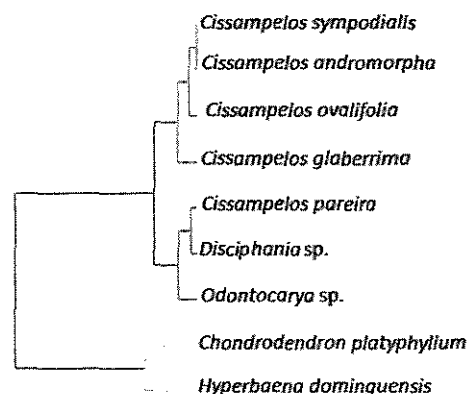 Cissampelos sympodialis
Cissampelos andromorpha
Cissampelos ovalifolia
Cissampelos glaberrima
Cissampelos pareira
Disciphania sp.
Odontocarya sp.
Chondrodendron platyphyllum
Hyperbaena dominguensis